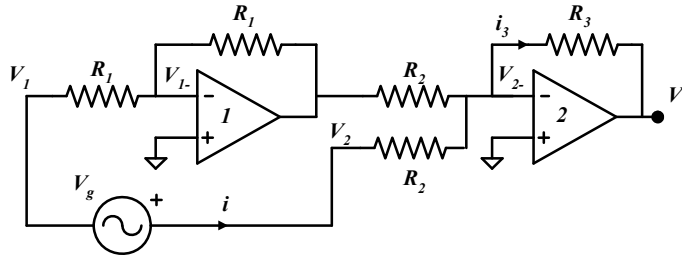 R1
i3
R3
V1
R1
V1-
-
1
+
R2
V2-
-
2
+
V
V2
R2
Vg
+
i